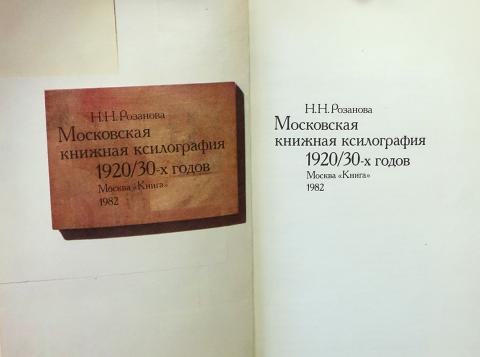 Н.Н.Розанова
Московская
книжная ксилография
1920/30-х годов
Москва «Книга»
1982
Н.Н.Розанова
Московская
книжная ксилография
1920/30-х годов
Москва «Книга»
1982